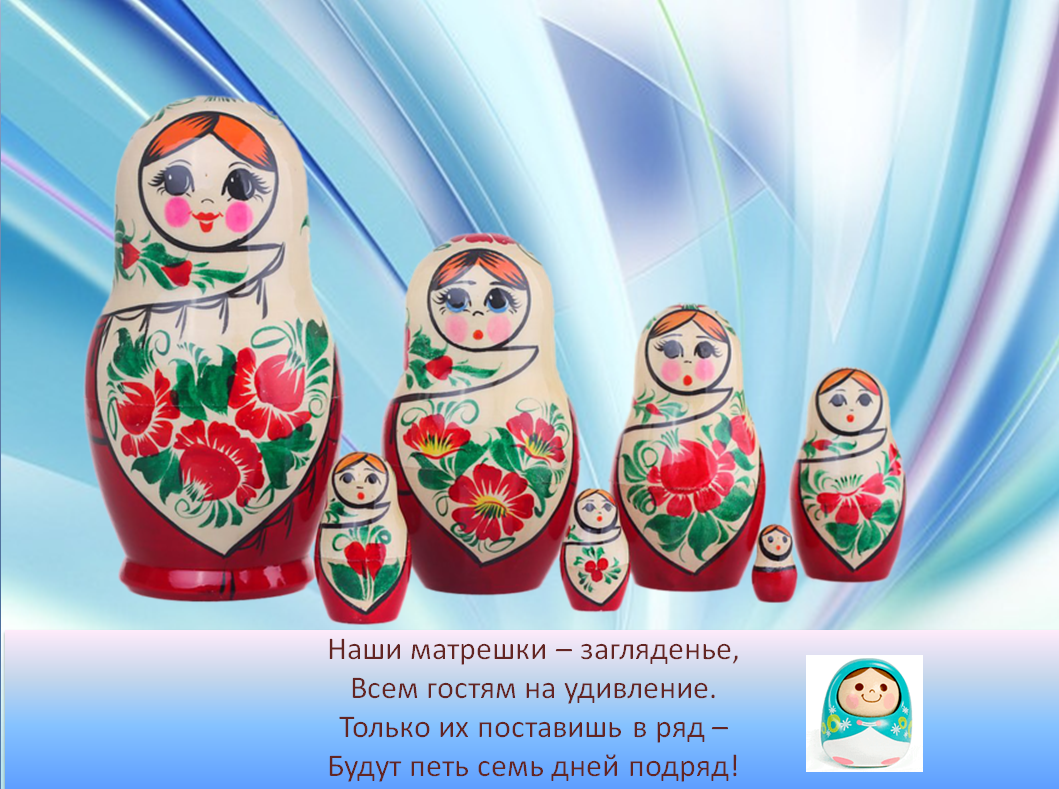 Наши матрешки – загляденье,
Всем гостям на удивление.
Только их поставишь в ряд –
Будут петь семь дней подряд!